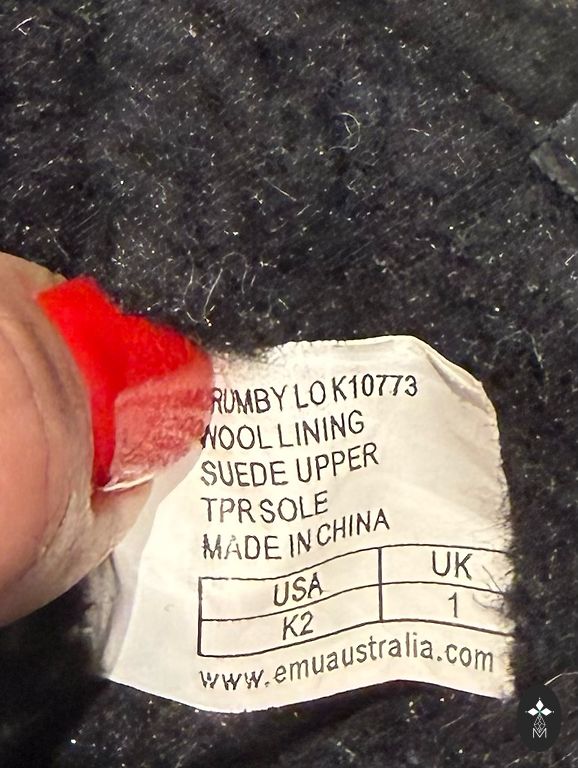 RUMBY LO K10773
WOOL LINING
SUEDE UPPER
TPR SOLE
MADE IN CHINA
USA UK
K2 1
www.emuaustralia.com
M